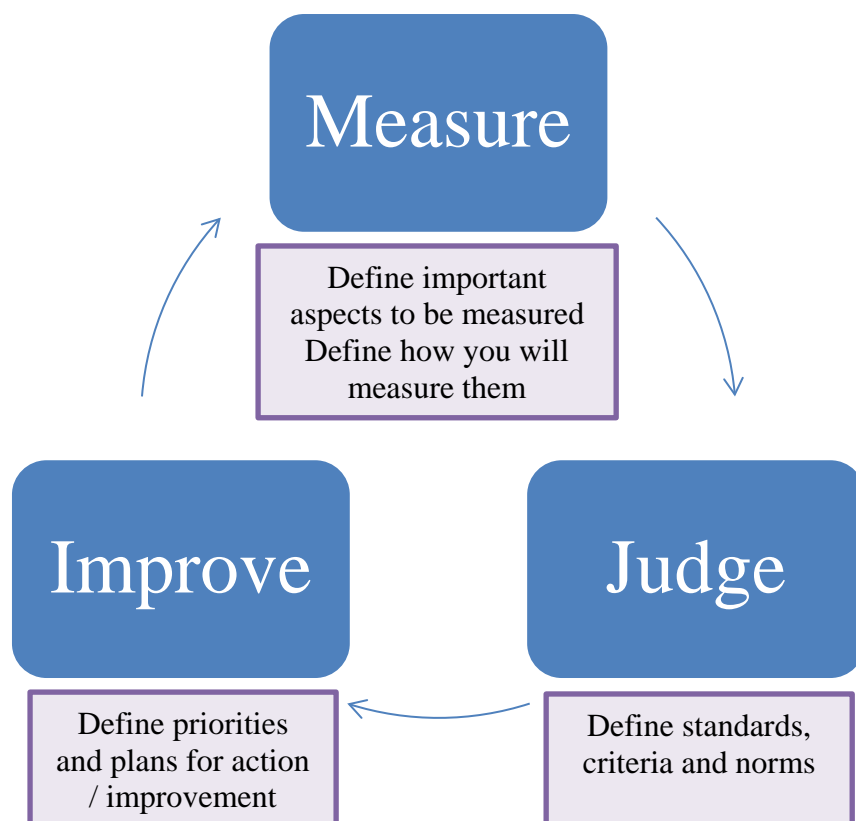 Measure
Define important
aspects to be measured
Define how you will
measure them
Improve
Define priorities
and plans for action
/ improvement
Judge
Define standards,
criteria and norms